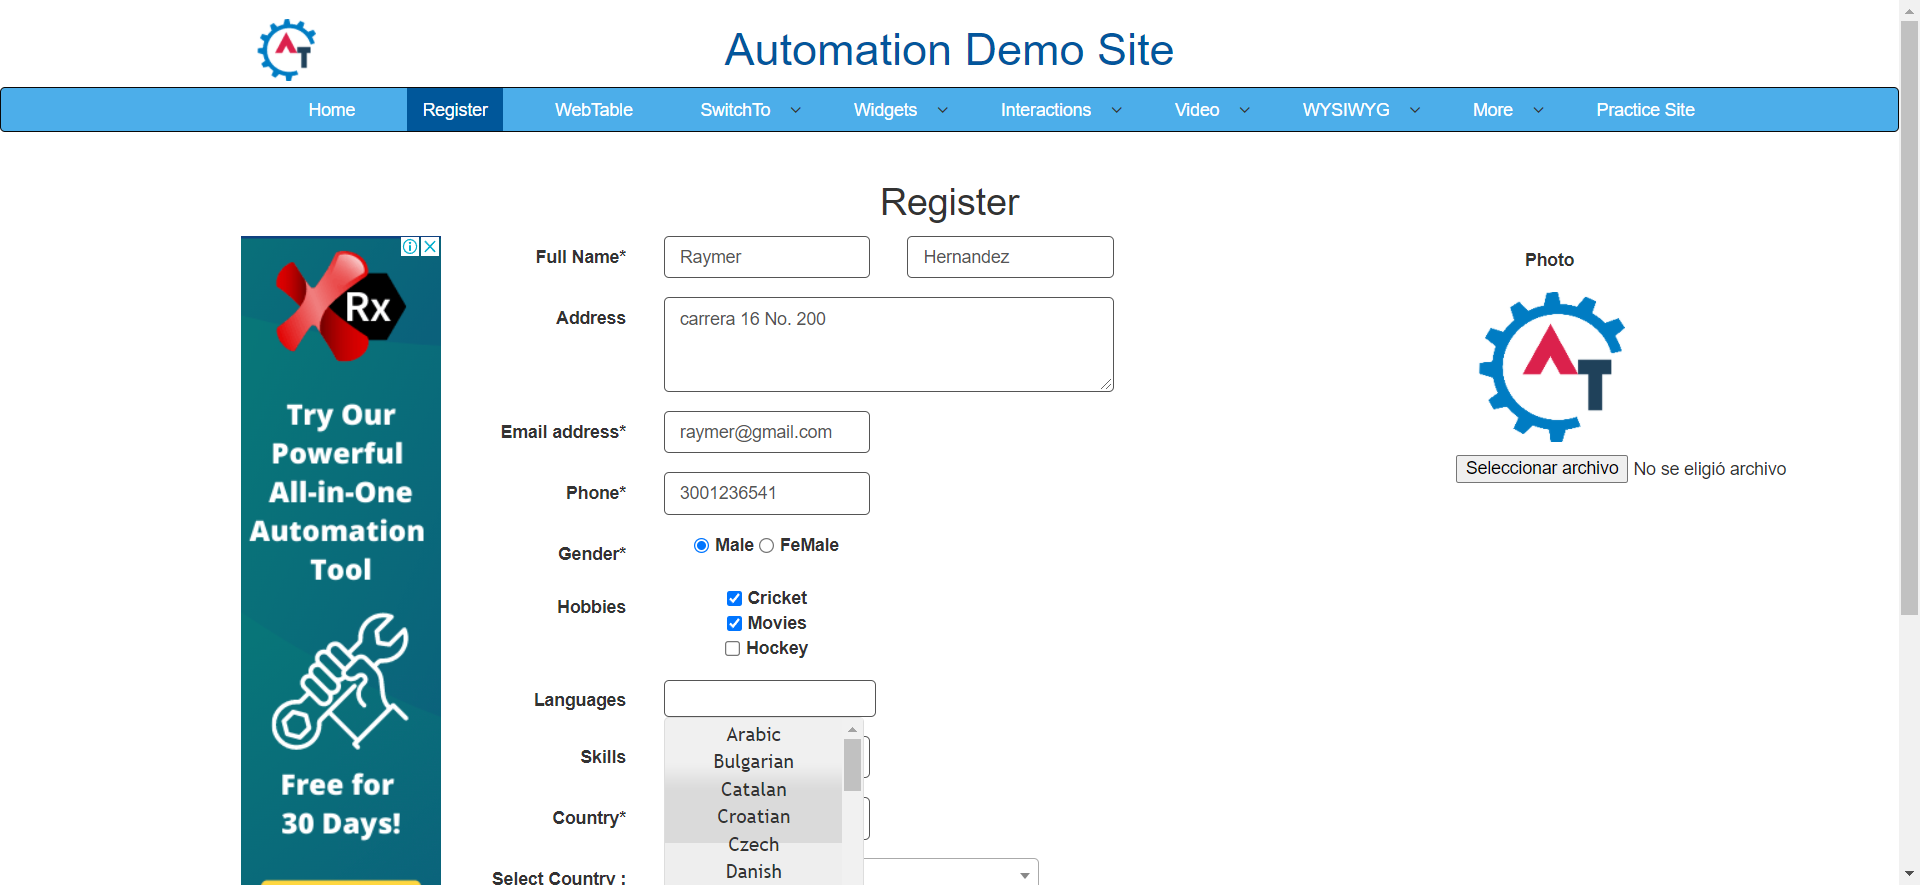 AT
Automation Demo Site
Home Register WebTable SwitchTo Widgets Interactions Video WYSIWYG More Practice Site
Register
Rx
Try Our
Powerful
All-in-One
Automation
Tool
Free for
30 Days!
Full Name* Raymer Hernandez
Address carrera 16 No. 200
Email address* raymer@gmail.com
Phone* 3001236541
Gender* Male FeMale
Hobbies Cricket
Movies
Hockey
Languages
Arabic
Skills
Bulgarian
Catalan
Country* Croatian
Czech
Danish
Select Country :
Photo
AT
Seleccionar archivo No se eligió archivo